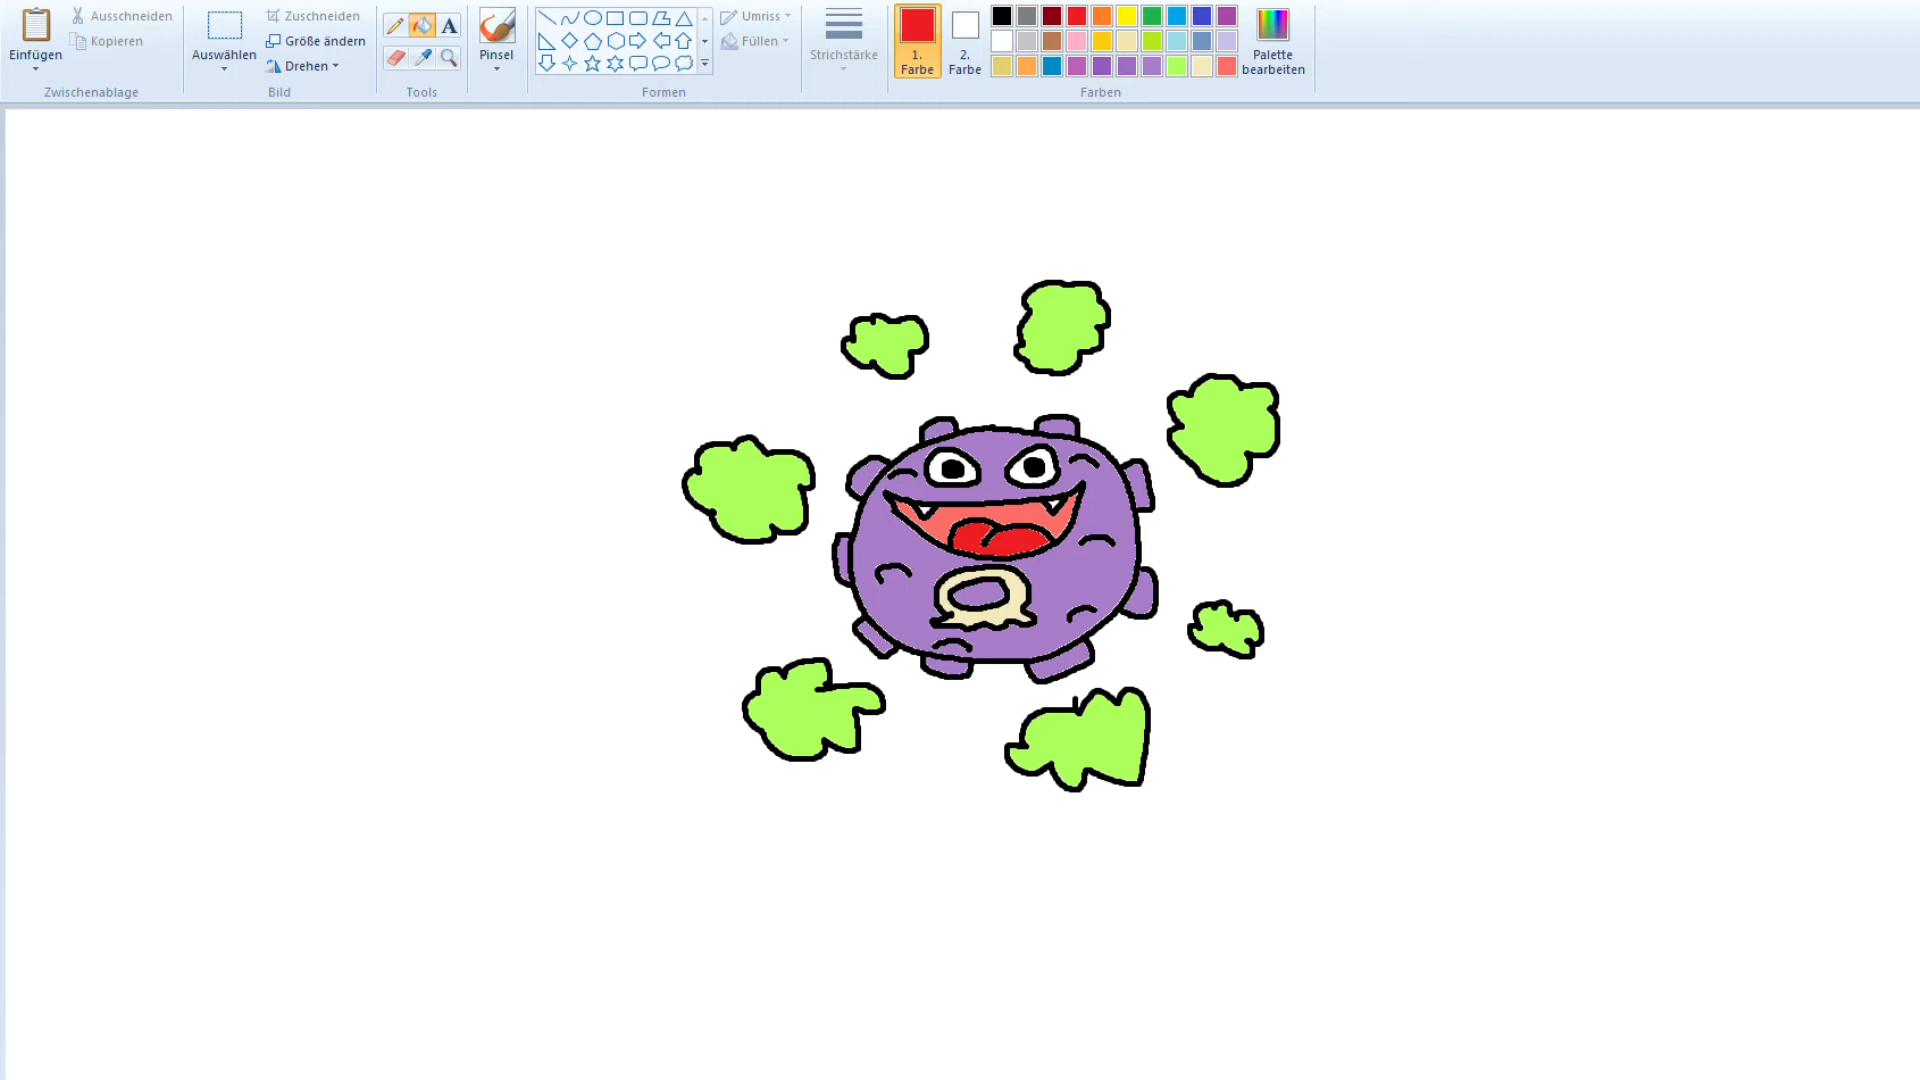 Einfügen
Ausschneiden
Kopieren
Zwischenablage
Auswählen
Zuschneiden
Größe ändern
Drehen
Bild
A
Tools
Pinsel
Umriss
Füllen
Formen
Strichstärke
1.
Farbe
2.
Farbe
Palette
bearbeiten
Farben